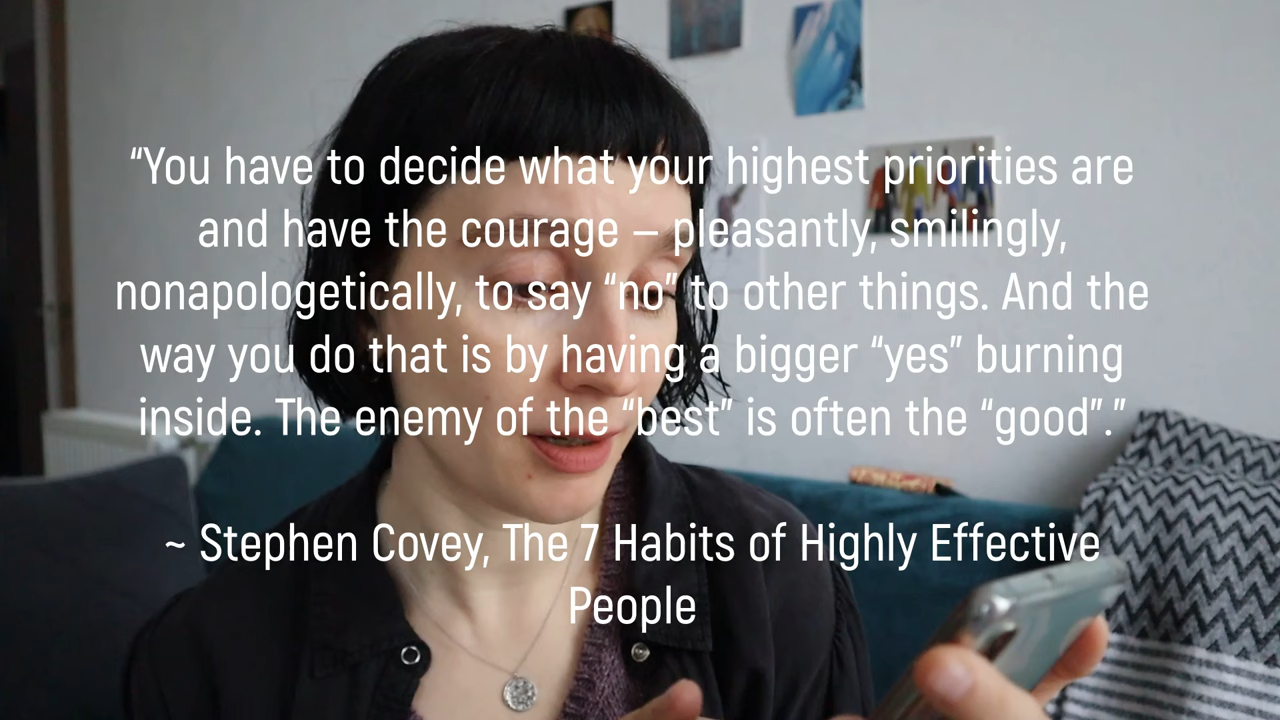 “You have to decide what your highest priorities are
and have the courage – pleasantly, smilingly,
nonapologetically, to say “no” to other things. And the
way you do that is by having a bigger “yes” burning
inside. The enemy of the “best” is often the “good”.”
~ Stephen Covey, The 7 Habits of Highly Effective
People